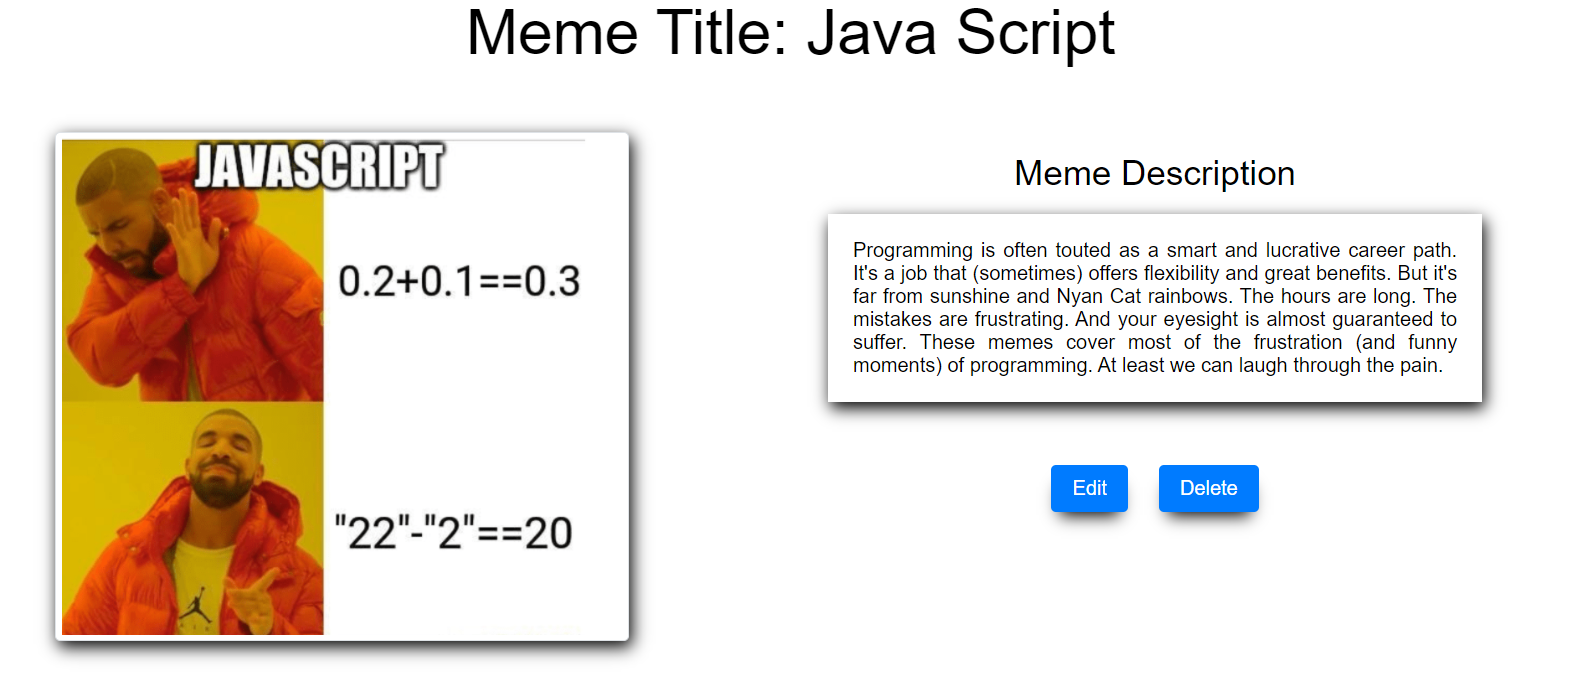 Meme Title: Java Script
JAVASCRIPT
0.2+0.1==0.3
"22"-"2"==20
Meme Description
Programming is often touted as a smart and lucrative career path.
It's a job that (sometimes) offers flexibility and great benefits. But it's
far from sunshine and Nyan Cat rainbows. The hours are long. The
mistakes are frustrating. And your eyesight is almost guaranteed to
suffer. These memes cover most of the frustration (and funny
moments) of programming. At least we can laugh through the pain.
Edit
Delete